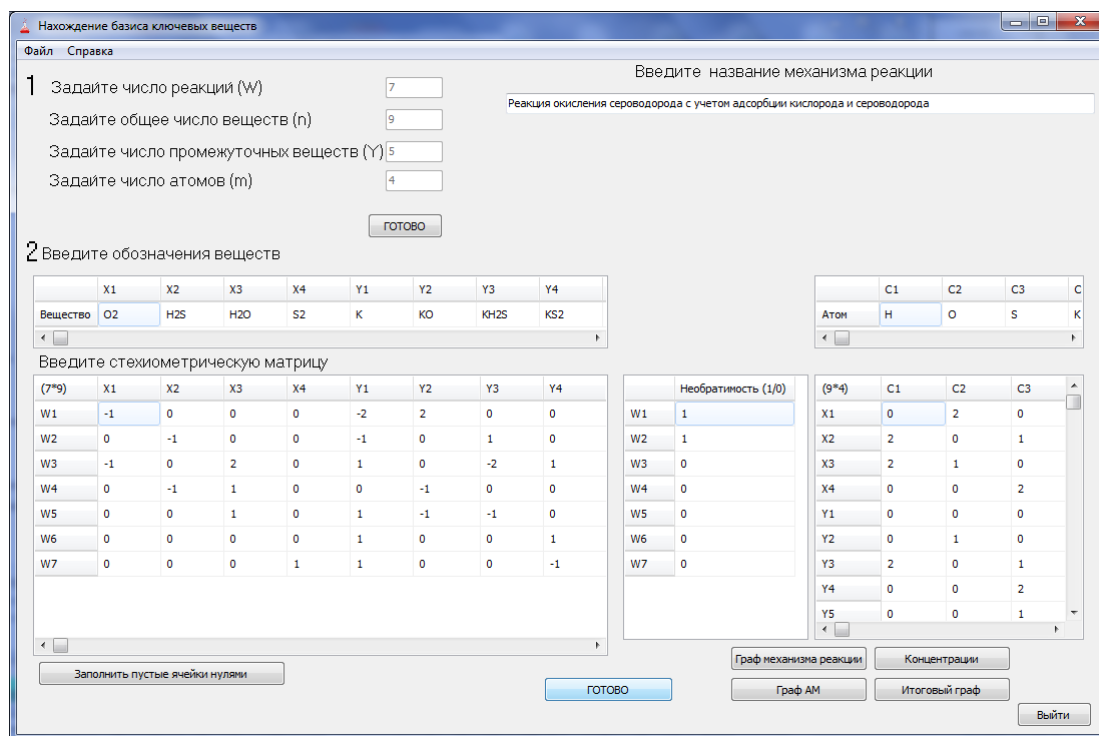 Нахождение базиса ключевых веществ
Файл Справка
1 Задайте число реакций (W) 7
Задайте общее число веществ (n) 9
Задайте число промежуточных веществ (Y) 5
Задайте число атомов (m) 4
ГОТОВО
Введите название механизма реакции
Реакция окисления сероводорода с учетом адсорбции кислорода и сероводорода
2 Введите обозначения веществ
X1 X2 X3 X4 Y1 Y2 Y3 Y4
Вещество O2 H2S H2O S2 K KO KH2S KS2
C1 C2 C3 C
Атом H O S K
Введите стехиометрическую матрицу
(7*9) X1 X2 X3 X4 Y1 Y2 Y3 Y4
W1 -1 0 0 0 -2 2 0 0
W2 0 -1 0 0 -1 0 1 0
W3 -1 0 2 0 1 0 -2 1
W4 0 -1 1 0 0 -1 0 0
W5 0 0 1 0 1 -1 -1 0
W6 0 0 0 0 1 0 0 1
W7 0 0 0 1 1 0 0 -1
Необратимость (1/0)
W1 1
W2 1
W3 0
W4 0
W5 0
W6 0
W7 0
(9*4) C1 C2 C3
X1 0 2 0
X2 2 0 1
X3 2 1 0
X4 0 0 2
Y1 0 0 0
Y2 0 1 0
Y3 2 0 1
Y4 0 0 2
Y5 0 0 1
Заполнить пустые ячейки нулями
ГОТОВО
Граф механизма реакции Концентрации
Граф АМ Итоговый граф
Выйти